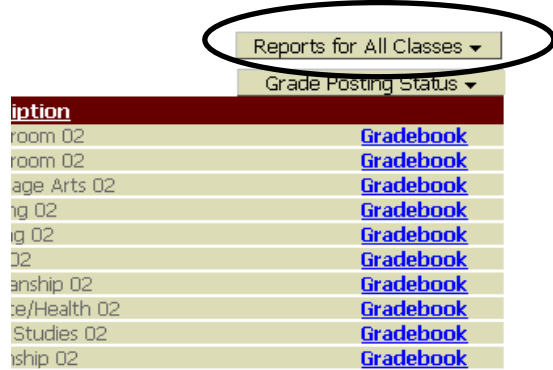 Reports for All Classes
Grade Posting Status
iption
room 02 Gradebook
room 02 Gradebook
age Arts 02 Gradebook
ng 02 Gradebook
ng 02 Gradebook
02 Gradebook
anship 02 Gradebook
ce/Health 02 Gradebook
Studies 02 Gradebook
nship 02 Gradebook